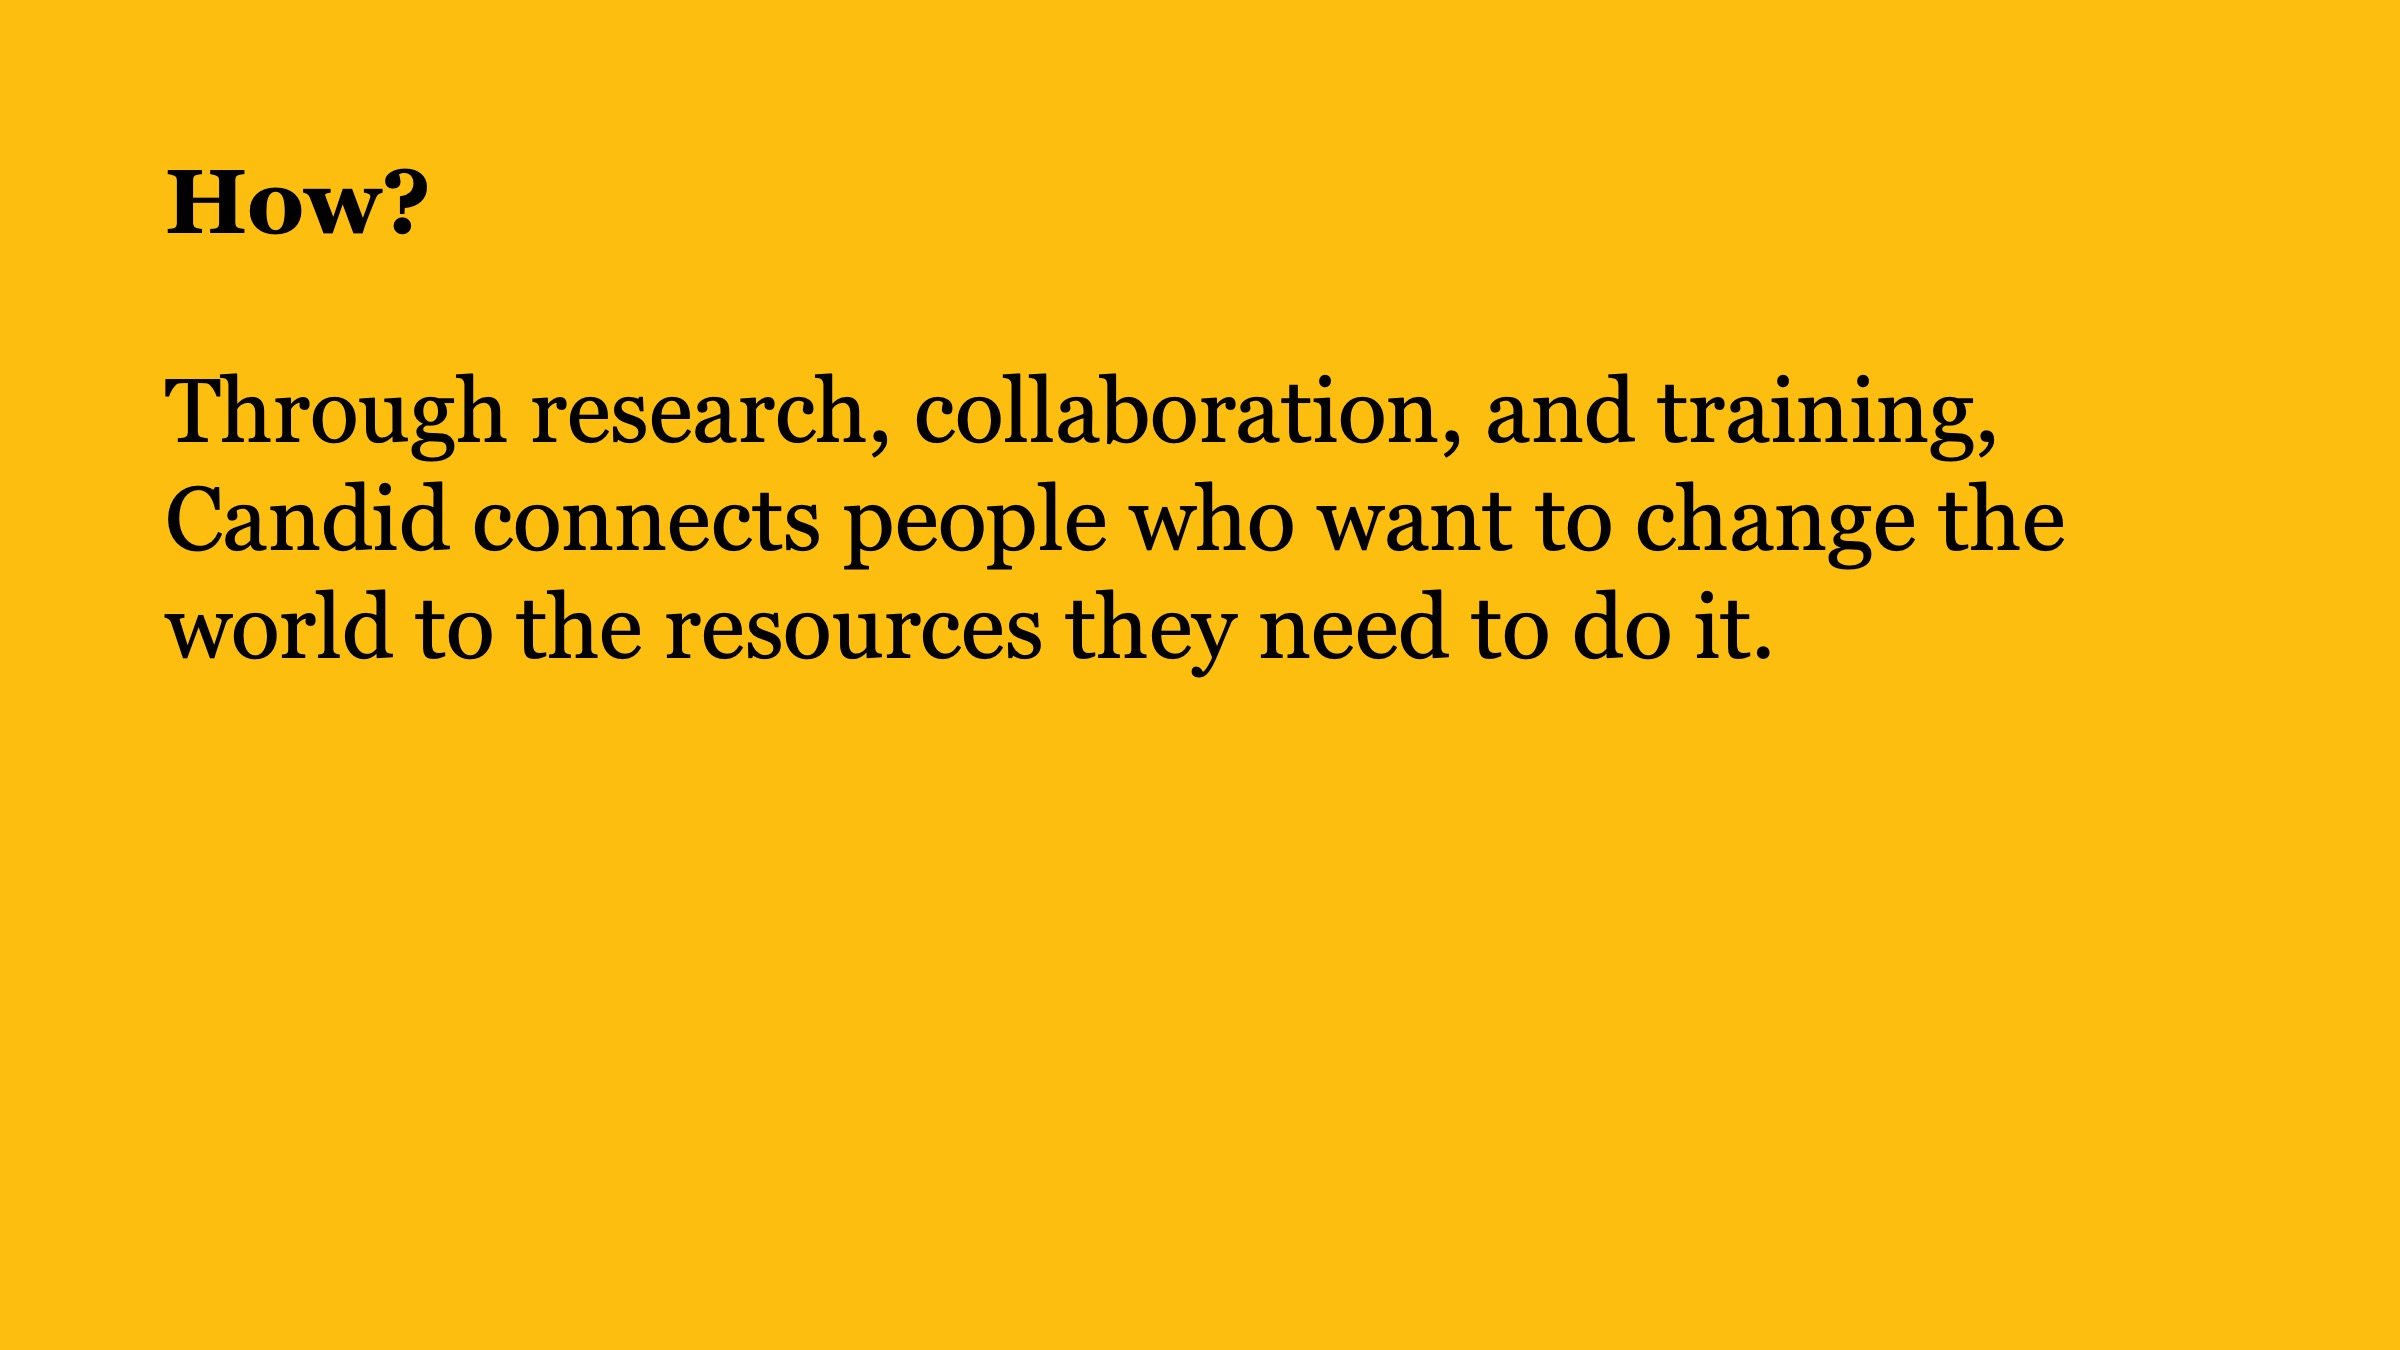 How?
Through research, collaboration, and training,
Candid connects people who want to change the
world to the resources they need to do it.